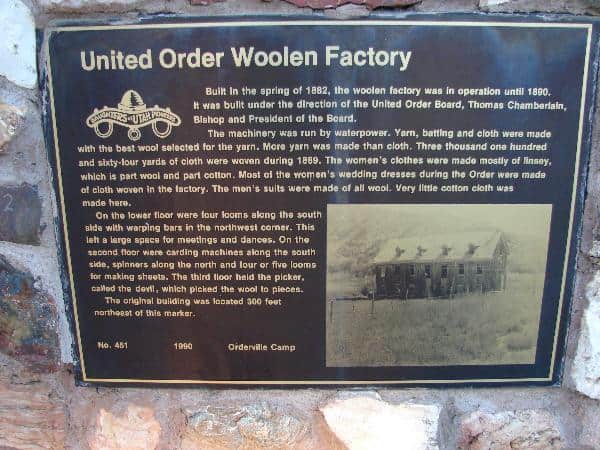 United Order Woolen Factory
DAUGHTERS OF UTAH PIONEERS
Built in the spring of 1882, the woolen factory was in operation until 1890.
It was built under the direction of the United Order Board, Thomas Chamberlain,
Bishop and President of the Board.
The machinery was run by waterpower. Yarn, batting and cloth were made
with the best wool selected for the yarn. More yarn was made than cloth. Three thousand one hundred
and sixty-four yards of cloth were woven during 1889. The women's clothes were made mostly of linsey,
which is part wool and part cotton. Most of the women's wedding dresses during the Order were made
of cloth woven in the factory. The men's suits were made of all wool. Very little cotton cloth was
made here.
On the lower floor were four looms along the south
side with warping bars in the northwest corner. This
left a large space for meetings and dances. On the
second floor were carding machines along the south
side, spinners along the north and four or five looms
for making sheets. The third floor held the picker,
called the devil, which picked the wool to pieces.
The original building was located 300 feet
northeast of this marker.
No. 451 1990 Orderville Camp